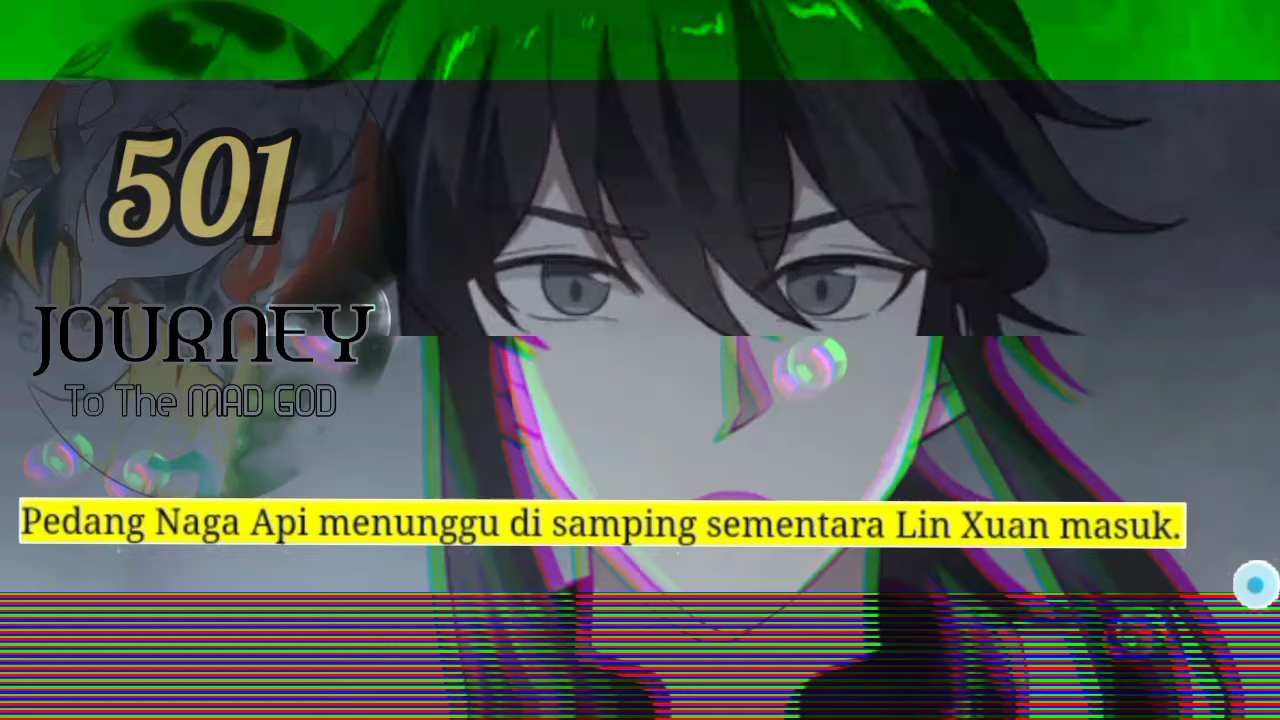 501
JOURNEY
To The MAD GOD
Pedang Naga Api menunggu di samping sementara Lin Xuan masuk.